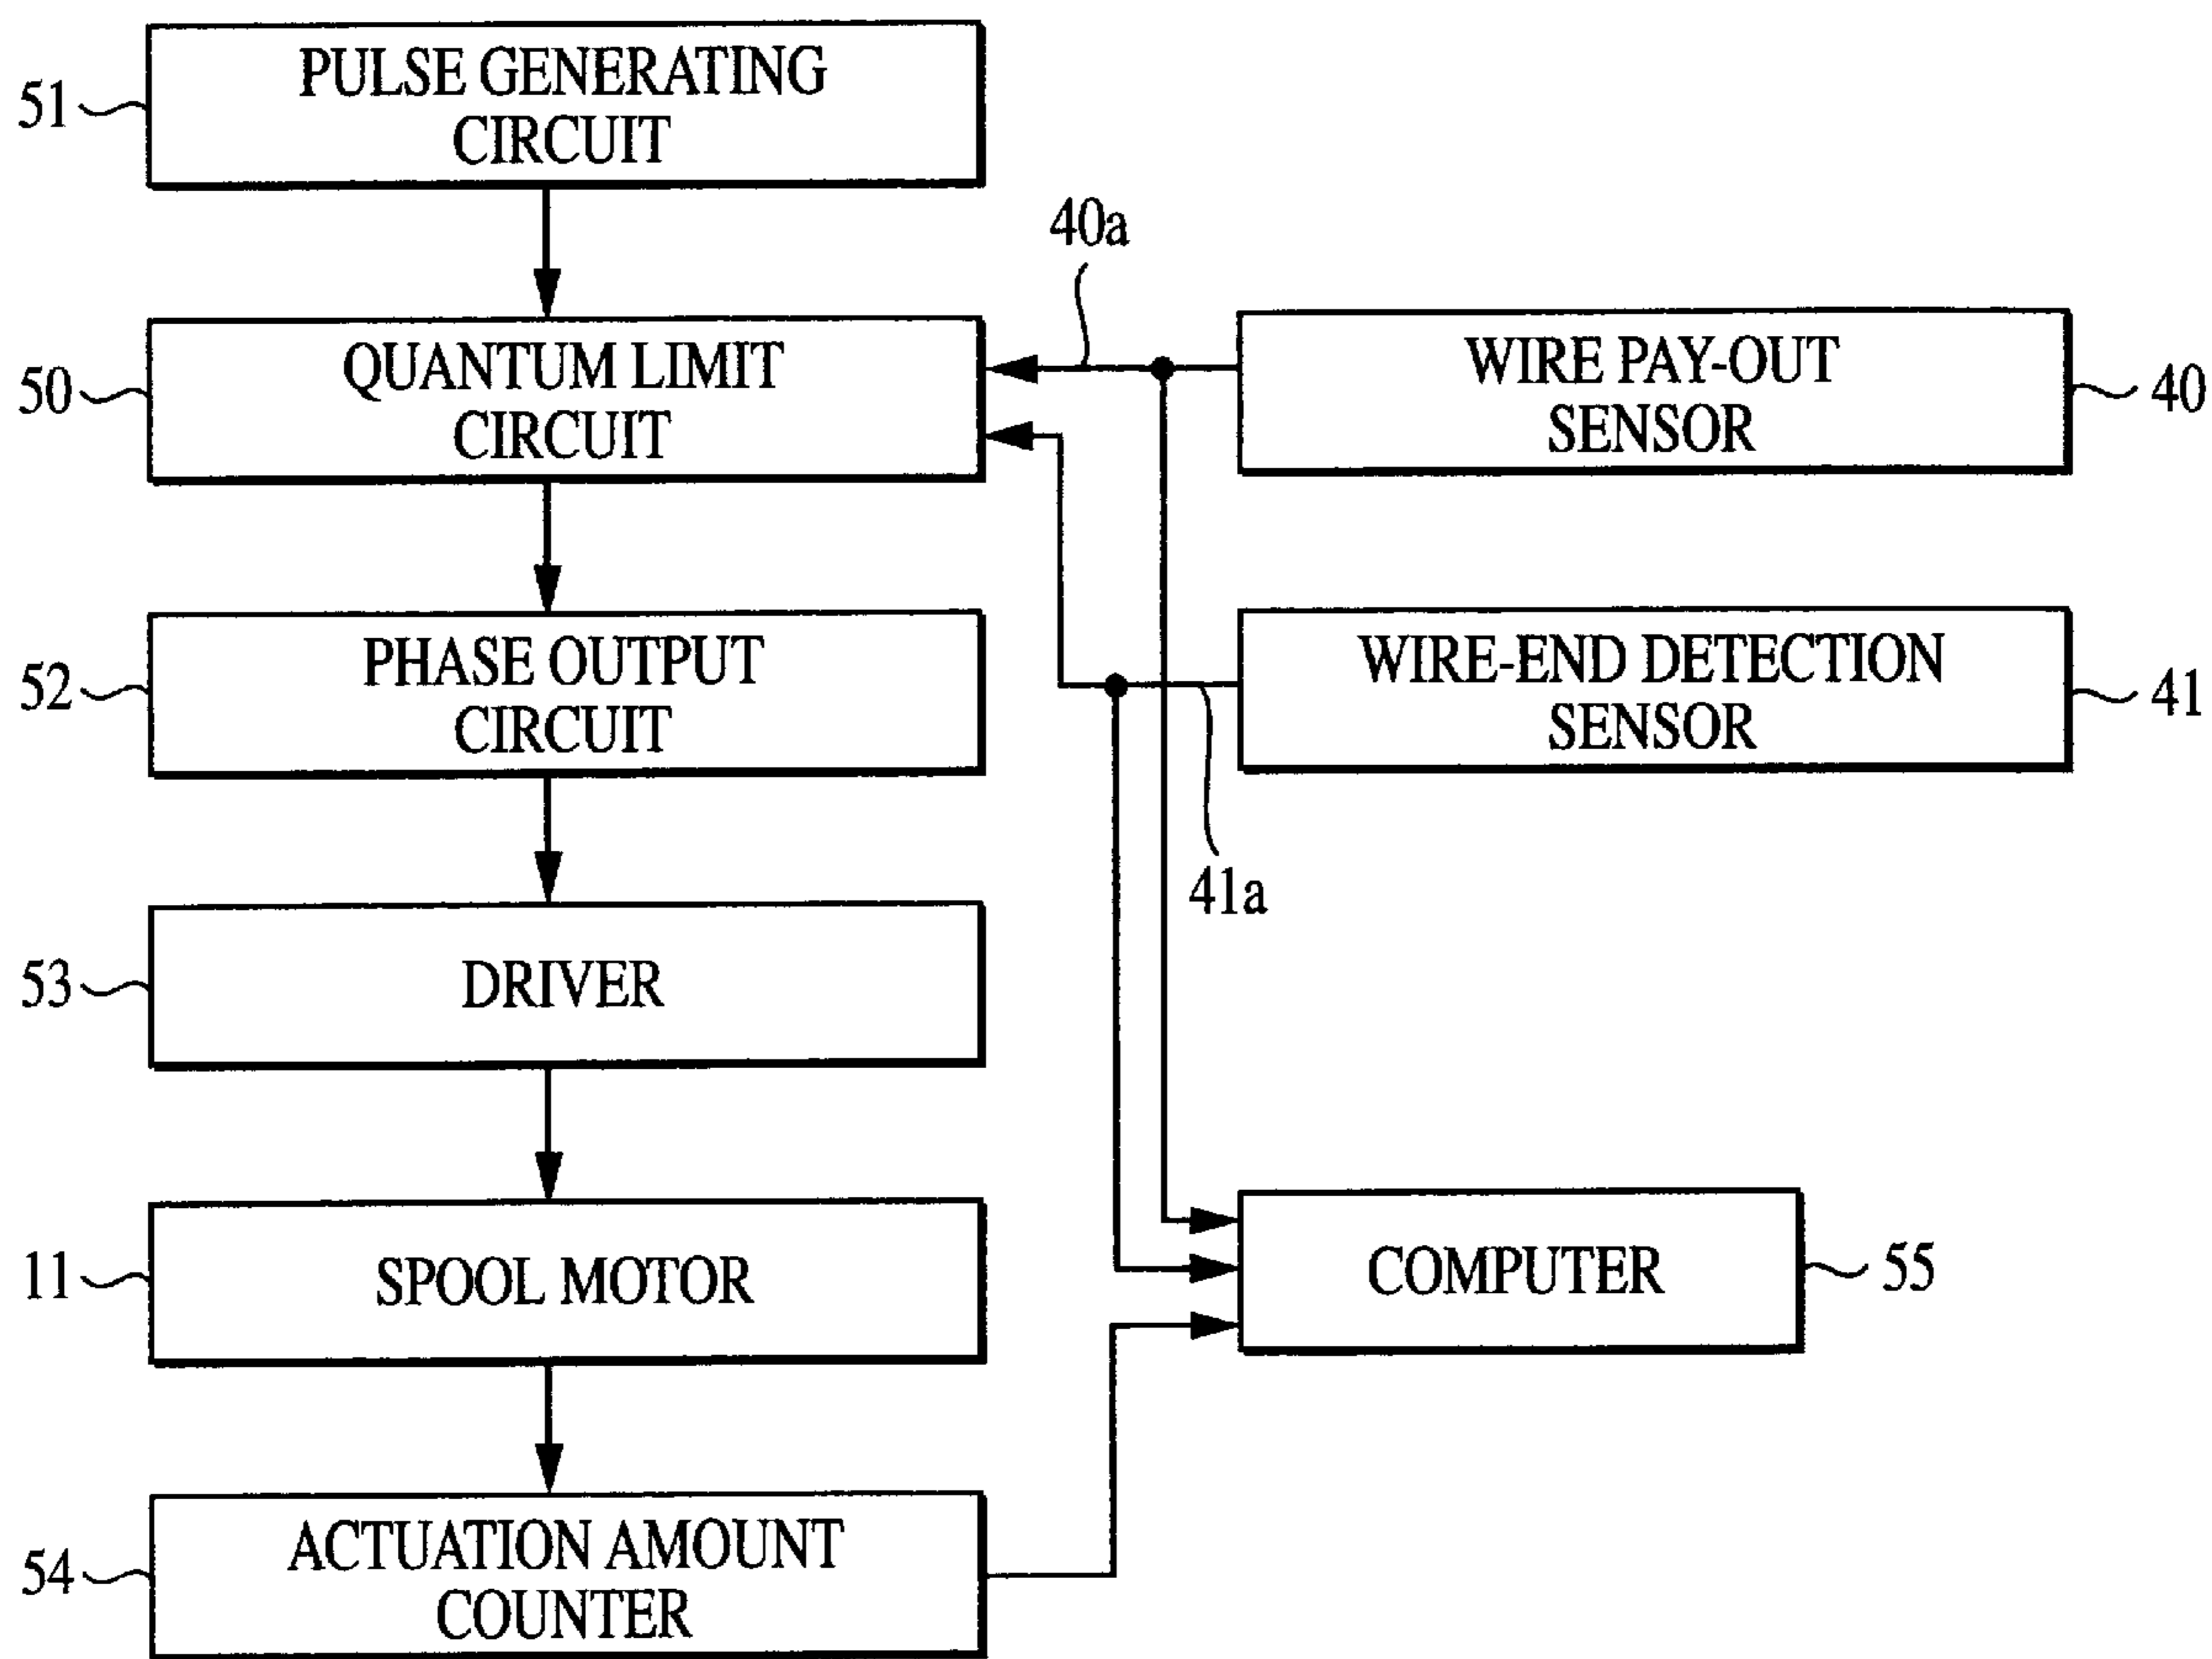 51
PULSE GENERATING
CIRCUIT
40a
50
QUANTUM LIMIT
CIRCUIT
WIRE PAY-OUT
SENSOR
40
52
PHASE OUTPUT
CIRCUIT
WIRE-END DETECTION
SENSOR
41
41a
53
DRIVER
11
SPOOL MOTOR
COMPUTER
55
54
ACTUATION AMOUNT
COUNTER